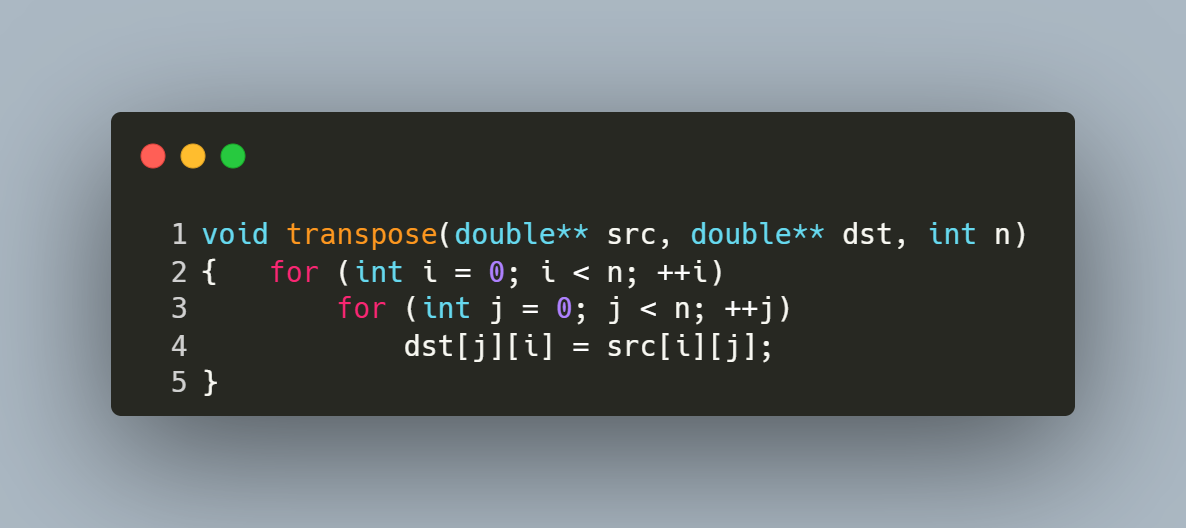 1 void transpose(double** src, double** dst, int n)
2 {   for (int i = 0; i < n; ++i)
3         for (int j = 0; j < n; ++j)
4             dst[j][i] = src[i][j];
5 }